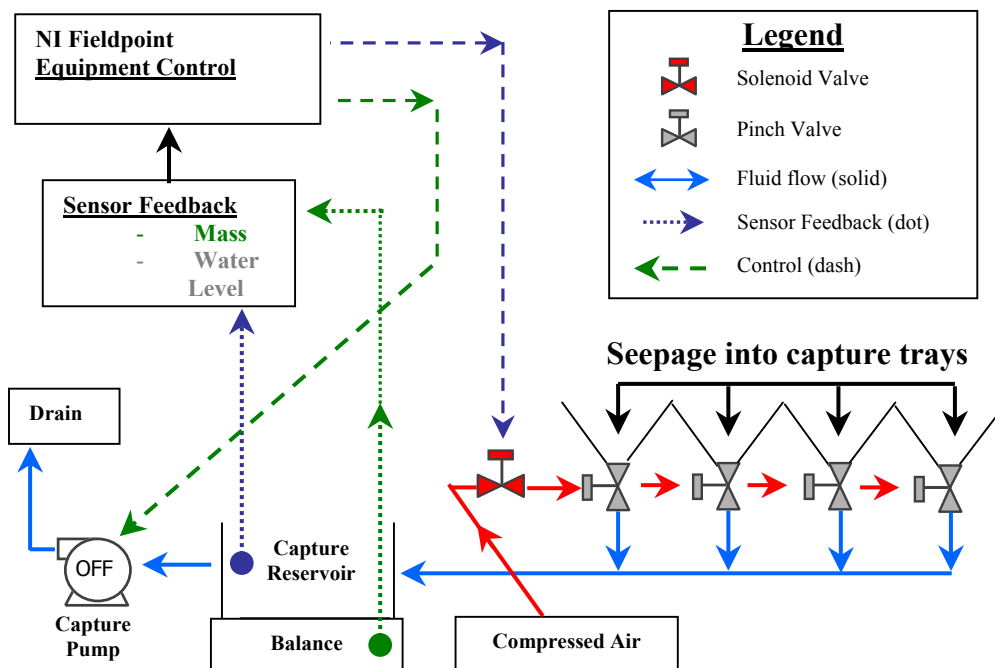 NI Fieldpoint
Equipment Control
Sensor Feedback
- Mass
- Water
Level
Drain
OFF
Capture
Pump
Capture
Reservoir
Balance
Compressed Air
Legend
Solenoid Valve
Pinch Valve
Fluid flow (solid)
Sensor Feedback (dot)
Control (dash)
Seepage into capture trays